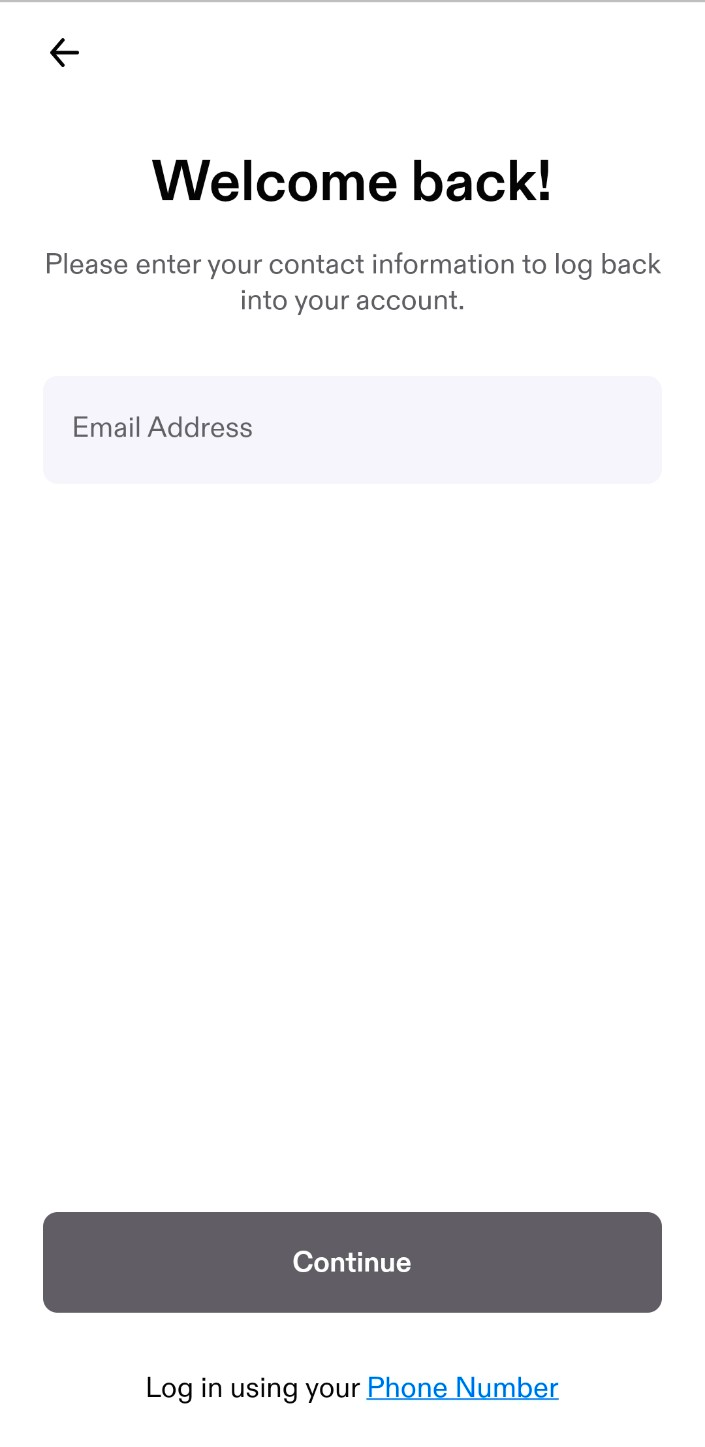 Welcome back!
Please enter your contact information to log back
into your account.
Email Address
Continue
Log in using your Phone Number